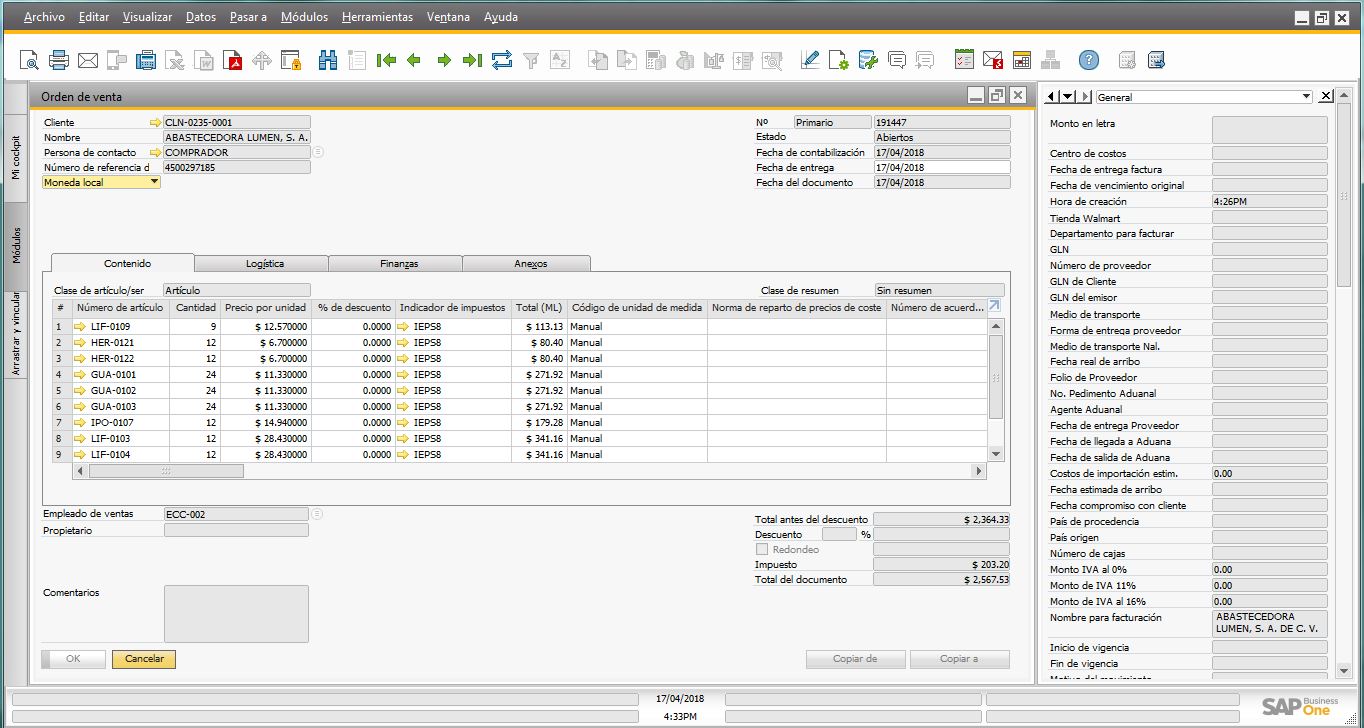 Archivo Editar Visualizar Datos Pasar a Módulos Herramientas Ventana Ayuda
Orden de venta
Mi cockpit
Módulos
Arrastrar y vincular
Cliente CLN-0235-0001
Nombre ABASTECEDORA LUMEN, S. A.
Persona de contacto COMPRADOR
Número de referencia d 4500297185
Moneda local
Nº Primario 191447
Estado Abiertos
Fecha de contabilización 17/04/2018
Fecha de entrega 17/04/2018
Fecha del documento 17/04/2018
Contenido Logística Finanzas Anexos
Clase de artículo/ser Artículo Clase de resumen Sin resumen
# Número de artículo Cantidad Precio por unidad % de descuento Indicador de impuestos Total (ML) Código de unidad de medida Norma de reparto de precios de coste Número de acuerd...
1 LIF-0109 9 $ 12.570000 0.0000 IEPS8 $ 113.13 Manual
2 HER-0121 12 $ 6.700000 0.0000 IEPS8 $ 80.40 Manual
3 HER-0122 12 $ 6.700000 0.0000 IEPS8 $ 80.40 Manual
4 GUA-0101 24 $ 11.330000 0.0000 IEPS8 $ 271.92 Manual
5 GUA-0102 24 $ 11.330000 0.0000 IEPS8 $ 271.92 Manual
6 GUA-0103 24 $ 11.330000 0.0000 IEPS8 $ 271.92 Manual
7 IPO-0107 12 $ 14.940000 0.0000 IEPS8 $ 179.28 Manual
8 LIF-0103 12 $ 28.430000 0.0000 IEPS8 $ 341.16 Manual
9 LIF-0104 12 $ 28.430000 0.0000 IEPS8 $ 341.16 Manual
Empleado de ventas ECC-002
Propietario
Comentarios
Total antes del descuento $ 2,364.33
Descuento %
Redondeo
Impuesto $ 203.20
Total del documento $ 2,567.53
OK Cancelar Copiar de Copiar a
General
Monto en letra
Centro de costos
Fecha de entrega factura
Fecha de vencimiento original
Hora de creación 4:26PM
Tienda Walmart
Departamento para facturar
GLN
Número de proveedor
GLN de Cliente
GLN del emisor
Medio de transporte
Forma de entrega proveedor
Medio de transporte Nal.
Fecha real de arribo
Folio de Proveedor
No. Pedimento Aduanal
Agente Aduanal
Fecha de entrega Proveedor
Fecha de llegada a Aduana
Fecha de salida de Aduana
Costos de importación estim. 0.00
Fecha estimada de arribo
Fecha compromiso con cliente
País de procedencia
País origen
Número de cajas
Monto IVA al 0% 0.00
Monto de IVA 11% 0.00
Monto de IVA al 16% 0.00
Nombre para facturación ABASTECEDORA
LUMEN, S. A. DE C. V.
Inicio de vigencia
Fin de vigencia
17/04/2018
4:33PM
SAP Business One